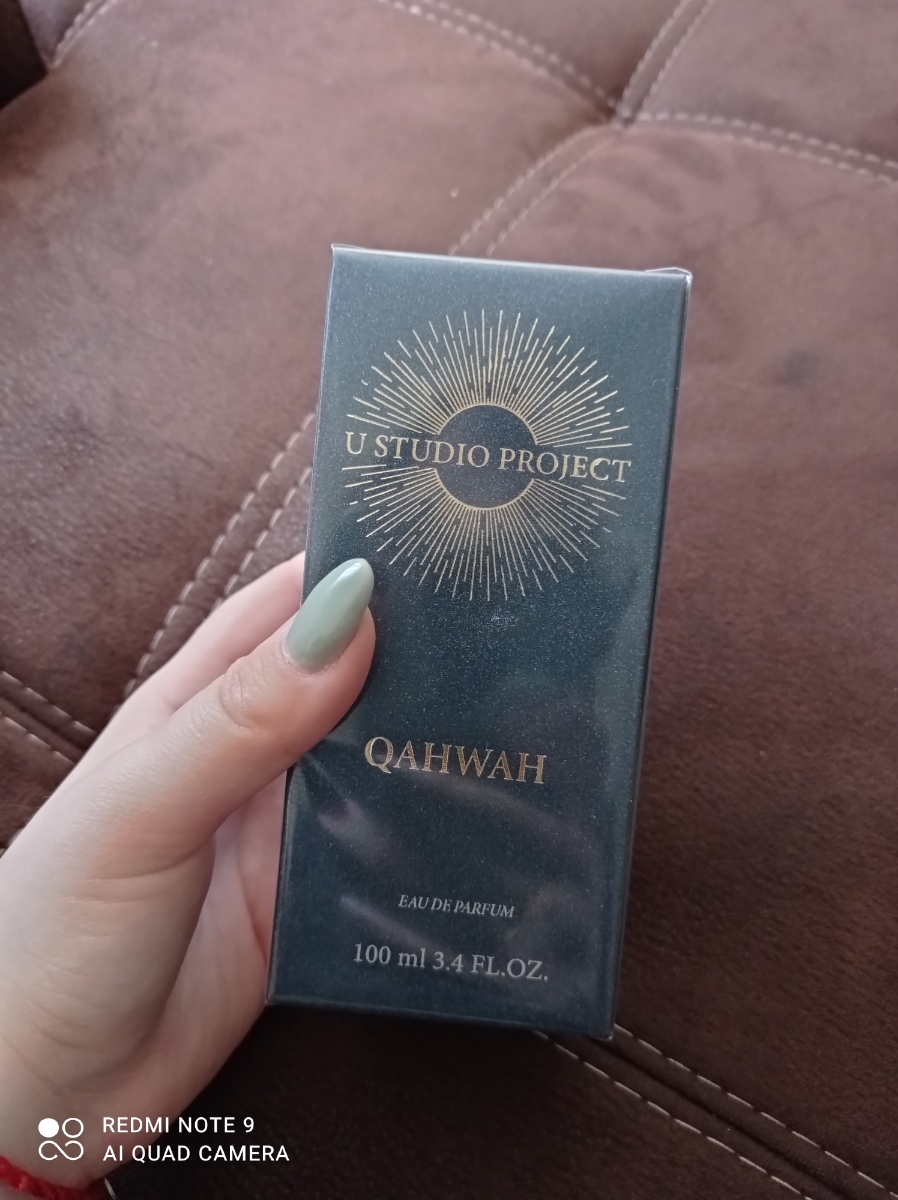 U STUDIO PROJECT
QAHWAH
EAU DE PARFUM
100 ml 3.4 FL.OZ.
REDMI NOTE 9
AI QUAD CAMERA